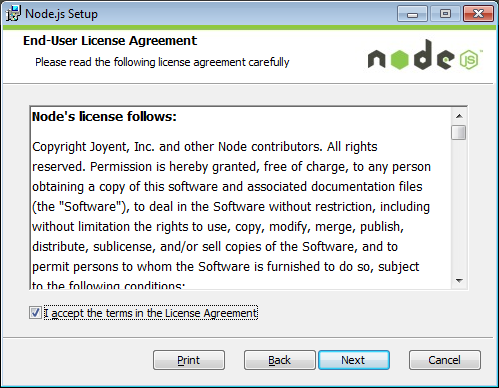 Node.js Setup
End-User License Agreement
Please read the following license agreement carefully
node
JS
Node's license follows:
Copyright Joyent, Inc. and other Node contributors. All rights
reserved. Permission is hereby granted, free of charge, to any person
obtaining a copy of this software and associated documentation files
(the "Software"), to deal in the Software without restriction, including
without limitation the rights to use, copy, modify, merge, publish,
distribute, sublicense, and/or sell copies of the Software, and to
permit persons to whom the Software is furnished to do so, subject
to the following conditions:
I accept the terms in the License Agreement
Print
Back
Next
Cancel